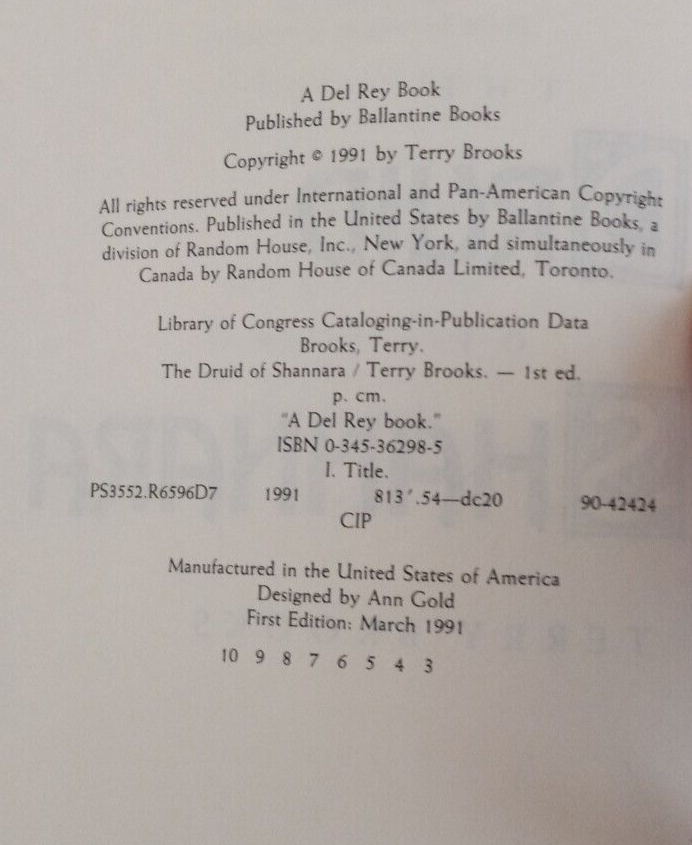 A Del Rey Book
Published by Ballantine Books
Copyright © 1991 by Terry Brooks
All rights reserved under International and Pan-American Copyright
Conventions. Published in the United States by Ballantine Books, a
division of Random House, Inc., New York, and simultaneously in
Canada by Random House of Canada Limited, Toronto.
Library of Congress Cataloging-in-Publication Data
Brooks, Terry.
The Druid of Shannara / Terry Brooks. — 1st ed.
p. cm.
"A Del Rey book."
ISBN 0-345-36298-5
I. Title.
PS3552.R6596D7 1991 813'.54—dc20 90-42424
CIP
Manufactured in the United States of America
Designed by Ann Gold
First Edition: March 1991
10 9 8 7 6 5 4 3